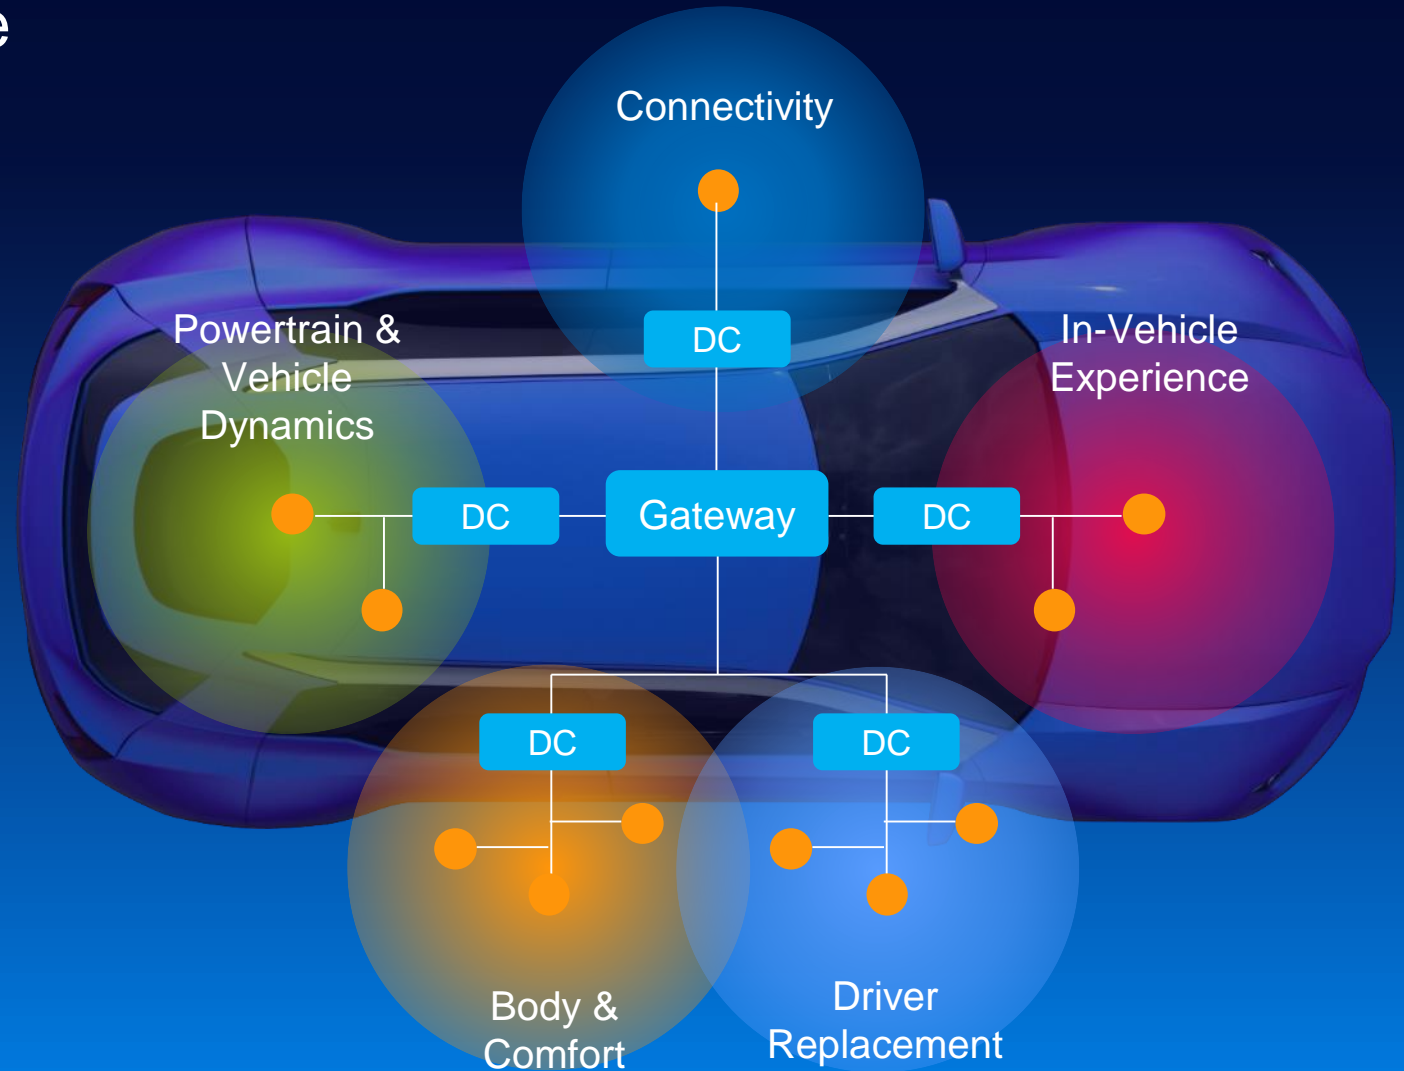 e
Connectivity
Powertrain &
Vehicle
Dynamics
DC
In-Vehicle
Experience
DC
Gateway
DC
DC
DC
Body &
Comfort
Driver
Replacement